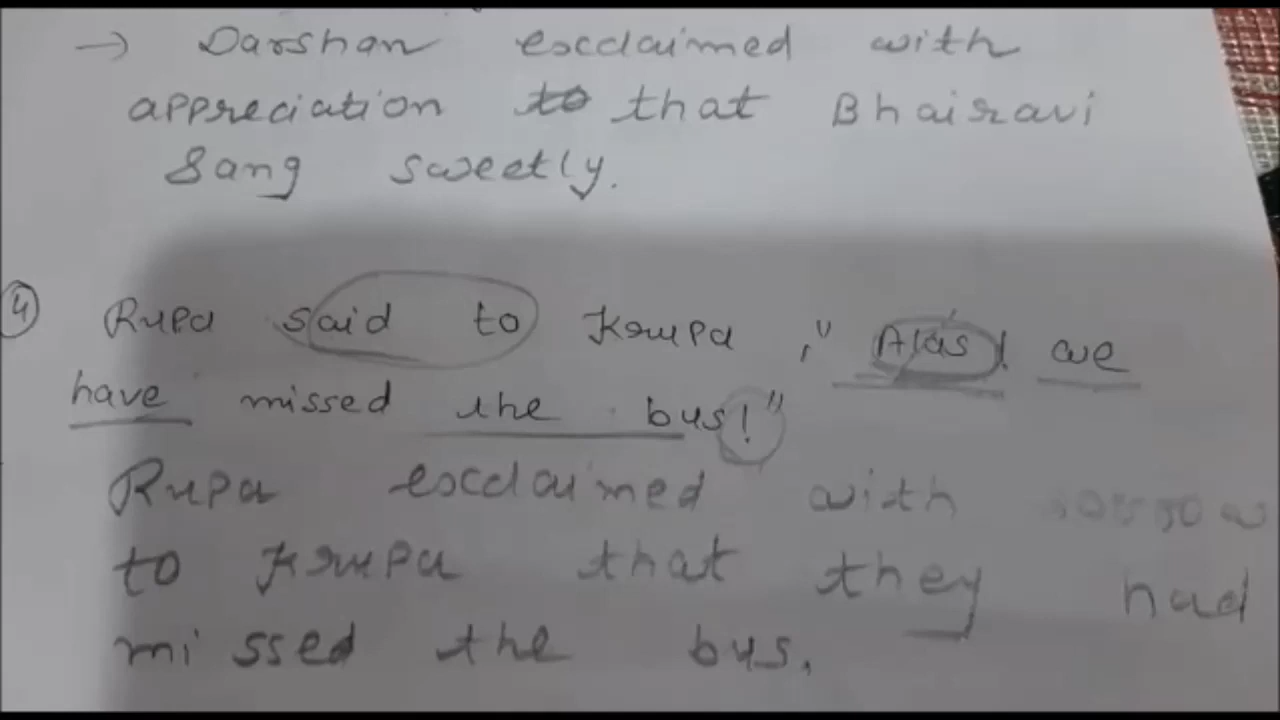 → Darshan exclaimed with
appreciation to that Bhairavi
Sang sweetly.
4 Rupa said to Krupa ," Alas! we
have missed the bus!"
Rupa exclaimed with sorrow
to Krupa that they had
missed the bus.